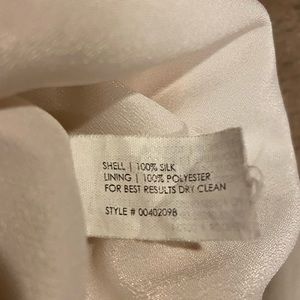 SHELL | 100% SILK
LINING | 100% POLYESTER
FOR BEST RESULTS DRY CLEAN
STYLE # 00402098